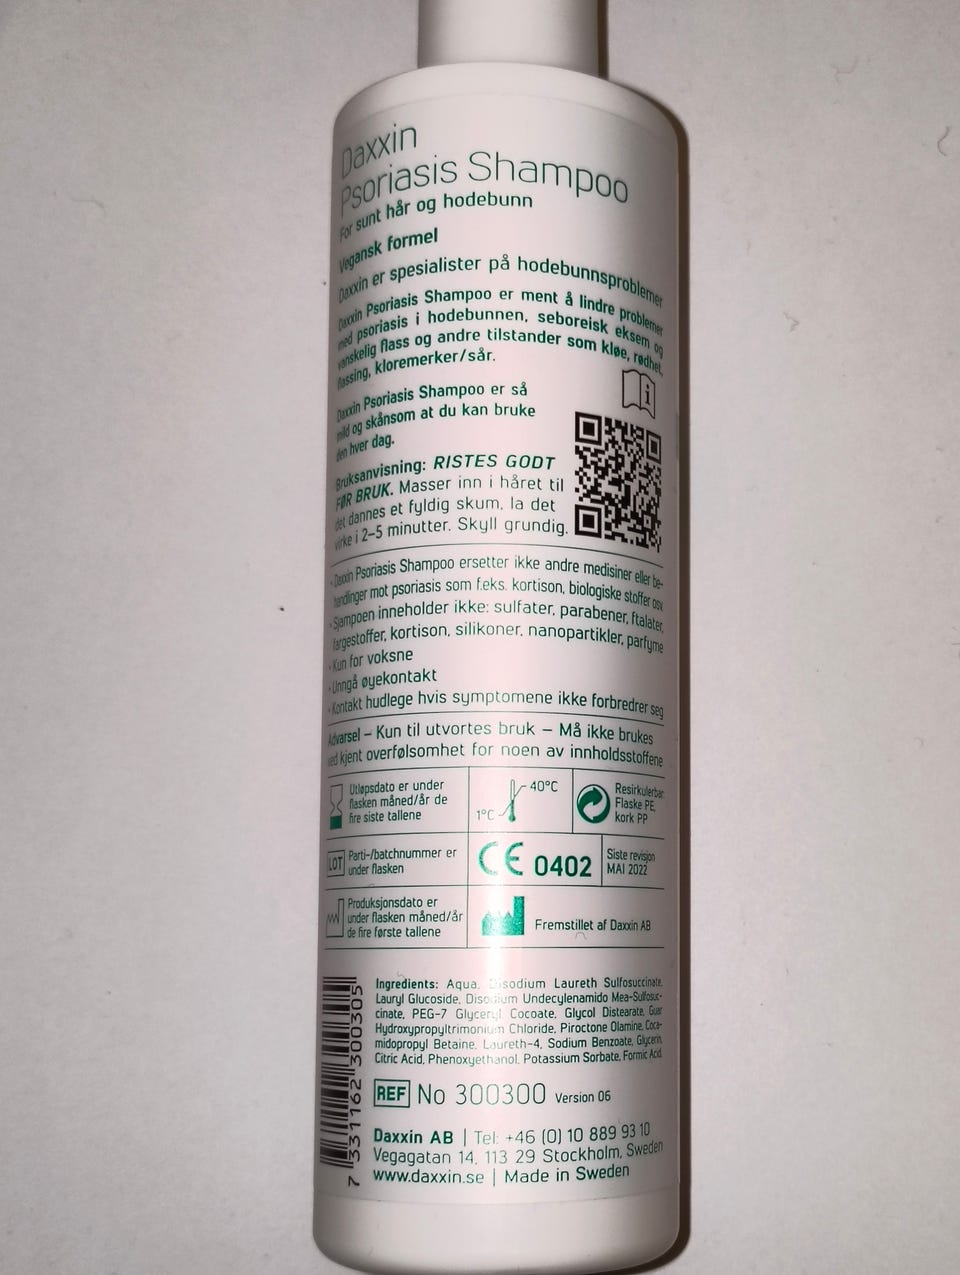 Daxxin
Psoriasis Shampoo
For sunt hår og hodebunn
Vegansk formel
Daxxin er spesialister på hodebunnsproblemer
Daxxin Psoriasis Shampoo er ment å lindre problemer
med psoriasis i hodebunnen, seboreisk eksem og
vanskelig flass og andre tilstander som kløe, rødhet,
flassing, kloremerker/sår.
Daxxin Psoriasis Shampoo er så
mild og skånsom at du kan bruke
den hver dag.
Bruksanvisning: RISTES GODT
FØR BRUK. Masser inn i håret til
det dannes et fyldig skum, la det
virke i 2–5 minutter. Skyll grundig.
• Daxxin Psoriasis Shampoo ersetter ikke andre medisiner eller be-
handlinger mot psoriasis som f.eks. kortison, biologiske stoffer osv
• Sjampoen inneholder ikke: sulfater, parabener, ftalater,
fargestoffer, kortison, silikoner, nanopartikler, parfyme
• Kun for voksne
• Unngå øyekontakt
• Kontakt hudlege hvis symptomene ikke forbredrer seg
Advarsel – Kun til utvortes bruk – Må ikke brukes
ved kjent overfølsomhet for noen av innholdsstoffene
Utløpsdato er under
flasken måned/år de
fire siste tallene
1°C
40°C
Resirkulerbar
Flaske PE,
kork PP
LOT
Parti-/batchnummer er
under flasken
CE 0402
Siste revisjon
MAI 2022
Produksjonsdato er
under flasken måned/år
de fire første tallene
Fremstillet af Daxxin AB
Ingredients: Aqua, Disodium Laureth Sulfosuccinate,
Lauryl Glucoside, Disodium Undecylenamido Mea-Sulfosuc-
cinate, PEG-7 Glyceryl Cocoate, Glycol Distearate, Guar
Hydroxypropyltrimonium Chloride, Piroctone Olamine, Coca-
midopropyl Betaine, Laureth-4, Sodium Benzoate, Glycerin,
Citric Acid, Phenoxyethanol, Potassium Sorbate, Formic Acid
REF No 300300 Version 06
7 331162 300305
Daxxin AB | Tel: +46 (0) 10 889 93 10
Vegagatan 14, 113 29 Stockholm, Sweden
www.daxxin.se | Made in Sweden